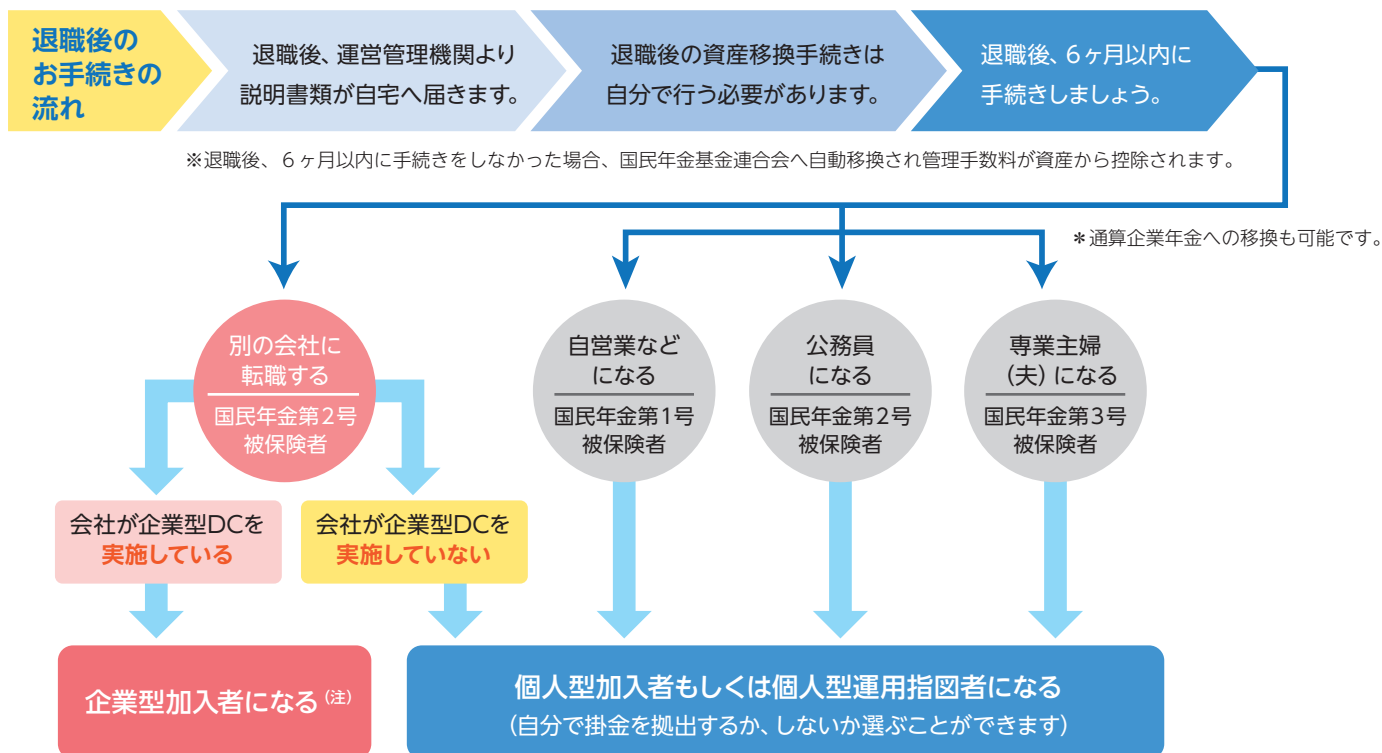 退職後の
お手続きの
流れ
退職後、運営管理機関より
説明書類が自宅へ届きます。
退職後の資産移換手続きは
自分で行う必要があります。
退職後、6ヶ月以内に
手続きしましょう。
※退職後、6ヶ月以内に手続きをしなかった場合、国民年金基金連合会へ自動移換され管理手数料が資産から控除されます。
＊通算企業年金への移換も可能です。
別の会社に
転職する
国民年金第2号
被保険者
自営業など
になる
国民年金第1号
被保険者
公務員
になる
国民年金第2号
被保険者
専業主婦
（夫）になる
国民年金第3号
被保険者
会社が企業型DCを
実施している
会社が企業型DCを
実施していない
企業型加入者になる（注）
個人型加入者もしくは個人型運用指図者になる
（自分で掛金を拠出するか、しないか選ぶことができます）